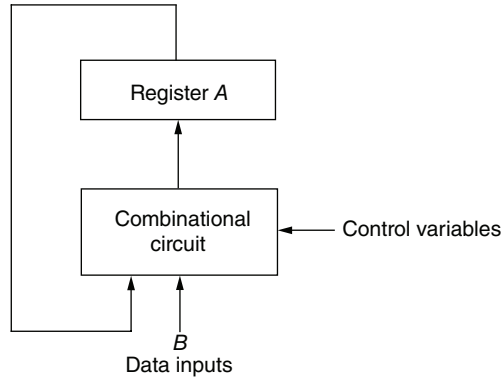 Register A
Combinational
circuit
Control variables
B
Data inputs